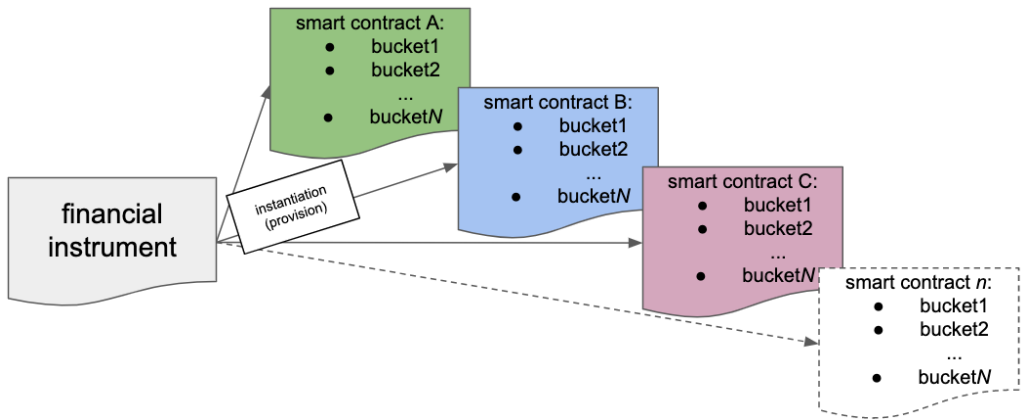 smart contract A:
● bucket1
● bucket2
...
● bucketN
smart contract B:
● bucket1
● bucket2
...
● bucketN
smart contract C:
● bucket1
● bucket2
...
● bucketN
smart contract n:
● bucket1
● bucket2
...
● bucketN
financial
instrument
instantiation
(provision)